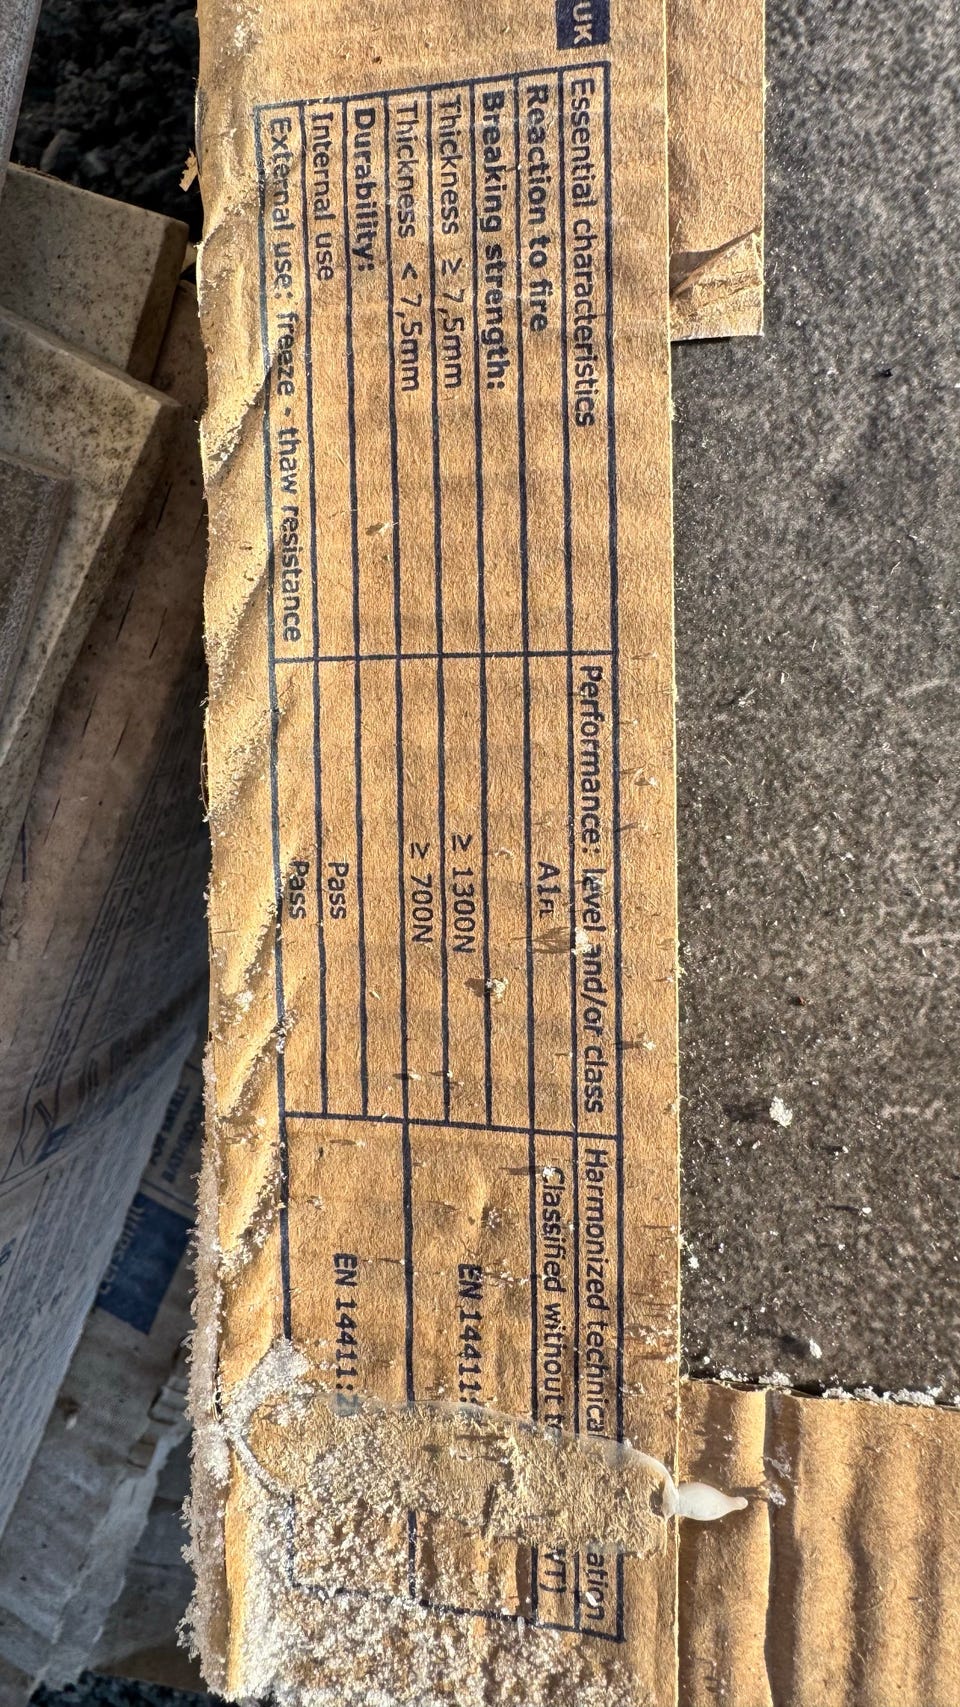 UK
Essential characteristics Performance: level and/or class Harmonized technical
Reaction to fire A1FL Classified without
Breaking strength:
Thickness ≥ 7,5mm ≥ 1300N EN 14411:
Thickness < 7,5mm ≥ 700N
Durability:
Internal use Pass EN 14411:
External use: freeze - thaw resistance Pass